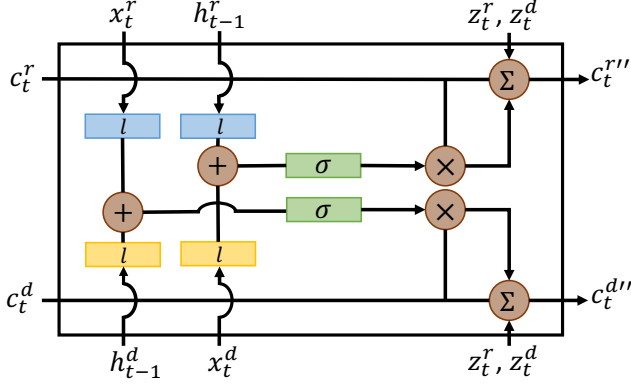 x_t^r h_{t-1}^r z_t^r, z_t^d
c_t^r Σ c_t^{r''}
l l
+ σ ×
+ σ ×
l l
c_t^d Σ c_t^{d''}
h_{t-1}^d x_t^d z_t^r, z_t^d